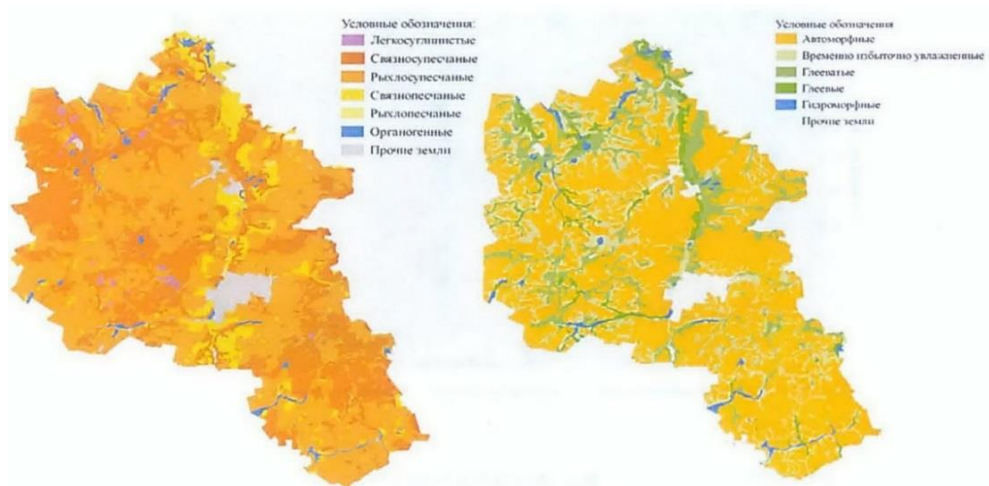 Условные обозначения:
Легкосуглинистые
Связносупесчаные
Рыхлосупесчаные
Связнопесчаные
Рыхлопесчаные
Органогенные
Прочие земли
Условные обозначения
Автоморфные
Временно избыточно увлажненные
Глееватые
Глеевые
Гидроморфные
Прочие земли